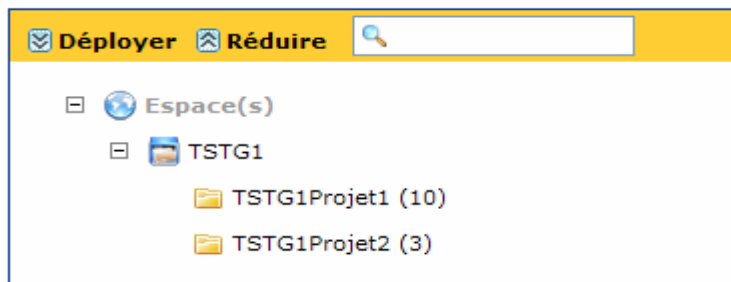 Déployer Réduire
Espace(s)
TSTG1
TSTG1Projet1 (10)
TSTG1Projet2 (3)